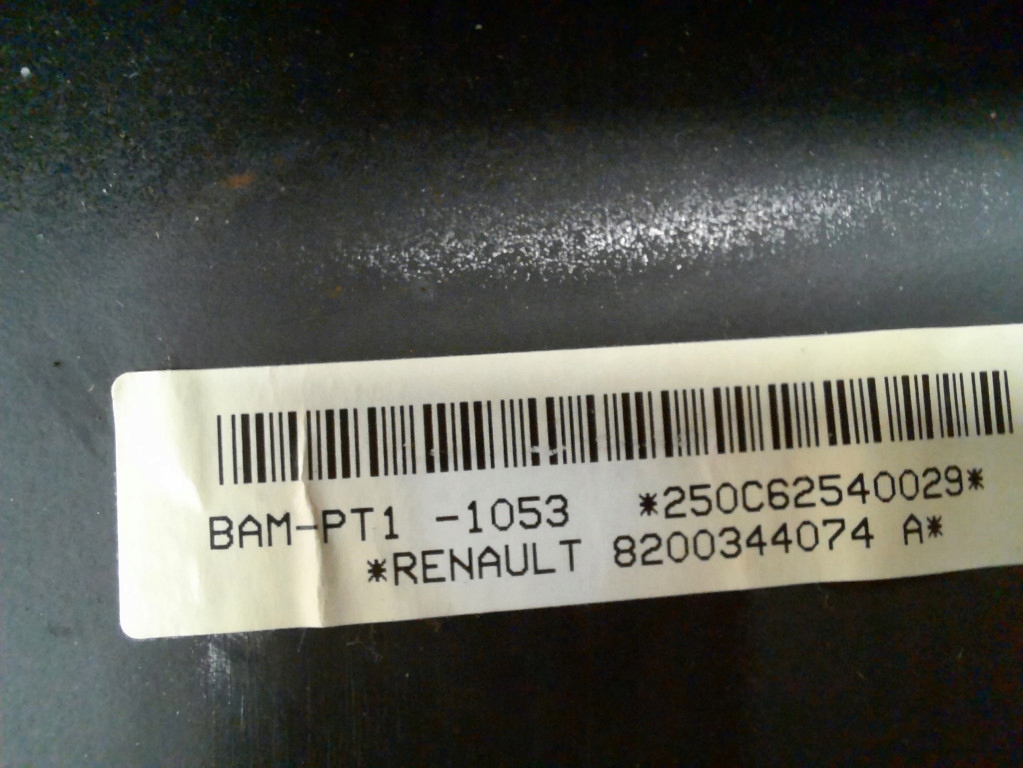 BAM-PT1 -1053 *250C62540029*
*RENAULT 8200344074 A*